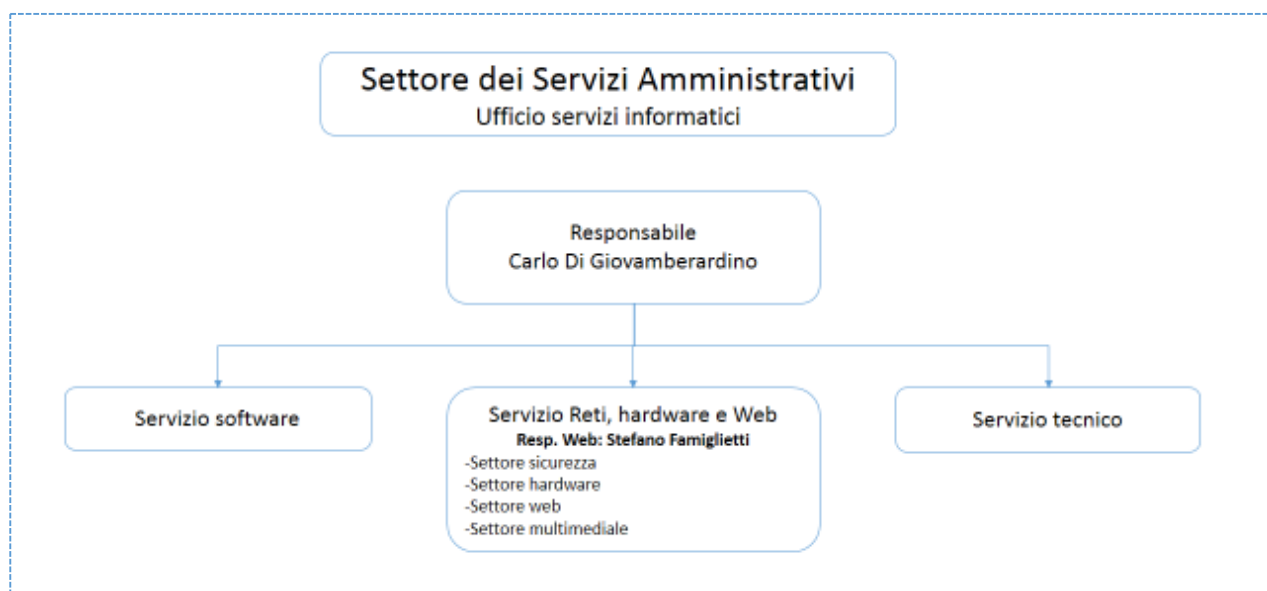 Settore dei Servizi Amministrativi
Ufficio servizi informatici
Responsabile
Carlo Di Giovamberardino
Servizio software
Servizio Reti, hardware e Web
Resp. Web: Stefano Famiglietti
-Settore sicurezza
-Settore hardware
-Settore web
-Settore multimediale
Servizio tecnico